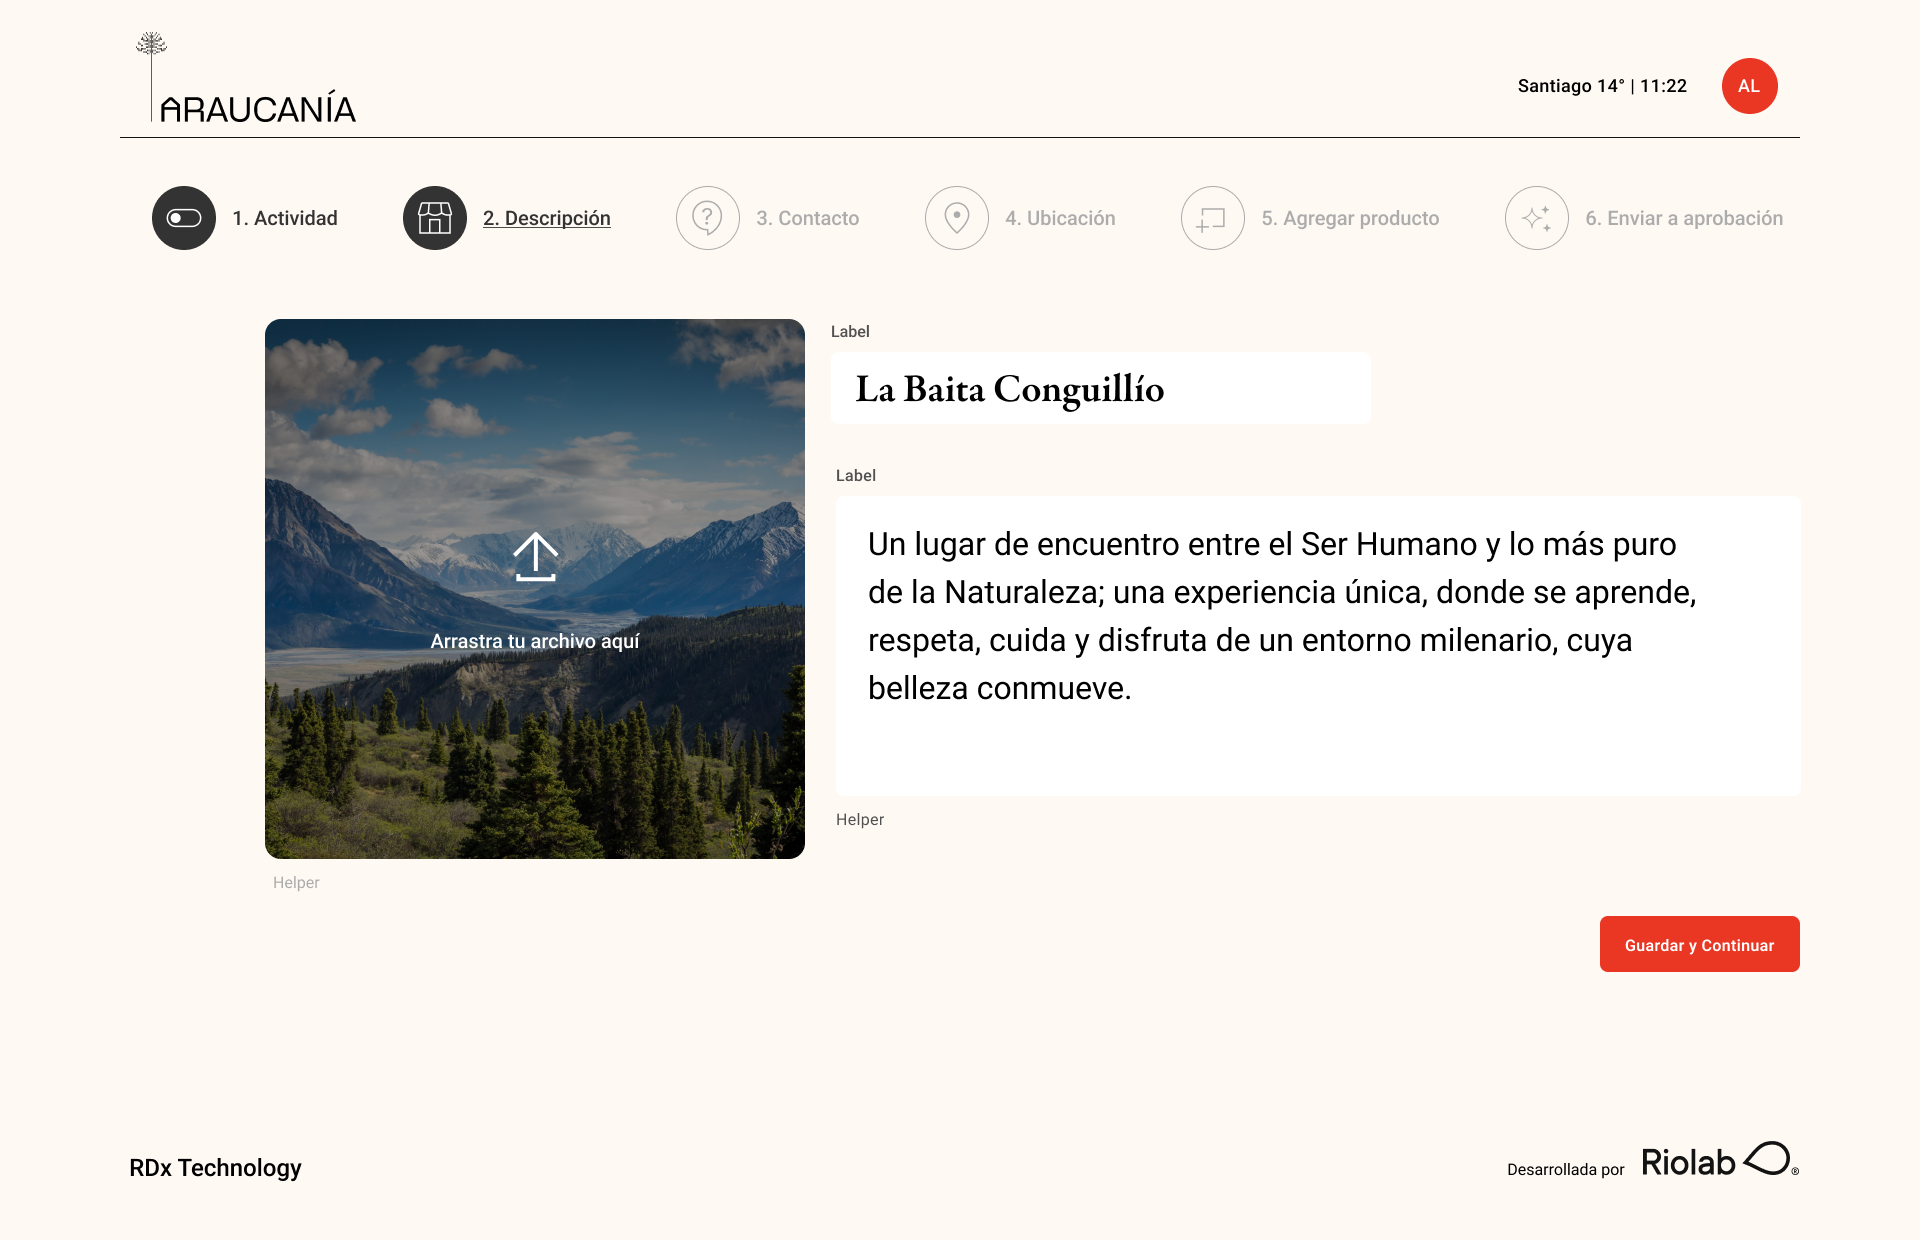 ARAUCANÍA
Santiago 14° | 11:22
AL
1. Actividad
2. Descripción
3. Contacto
4. Ubicación
5. Agregar producto
6. Enviar a aprobación
Arrastra tu archivo aquí
Helper
Label
La Baita Conguillío
Label
Un lugar de encuentro entre el Ser Humano y lo más puro
de la Naturaleza; una experiencia única, donde se aprende,
respeta, cuida y disfruta de un entorno milenario, cuya
belleza conmueve.
Helper
Guardar y Continuar
RDx Technology
Desarrollada por
Riolab ®